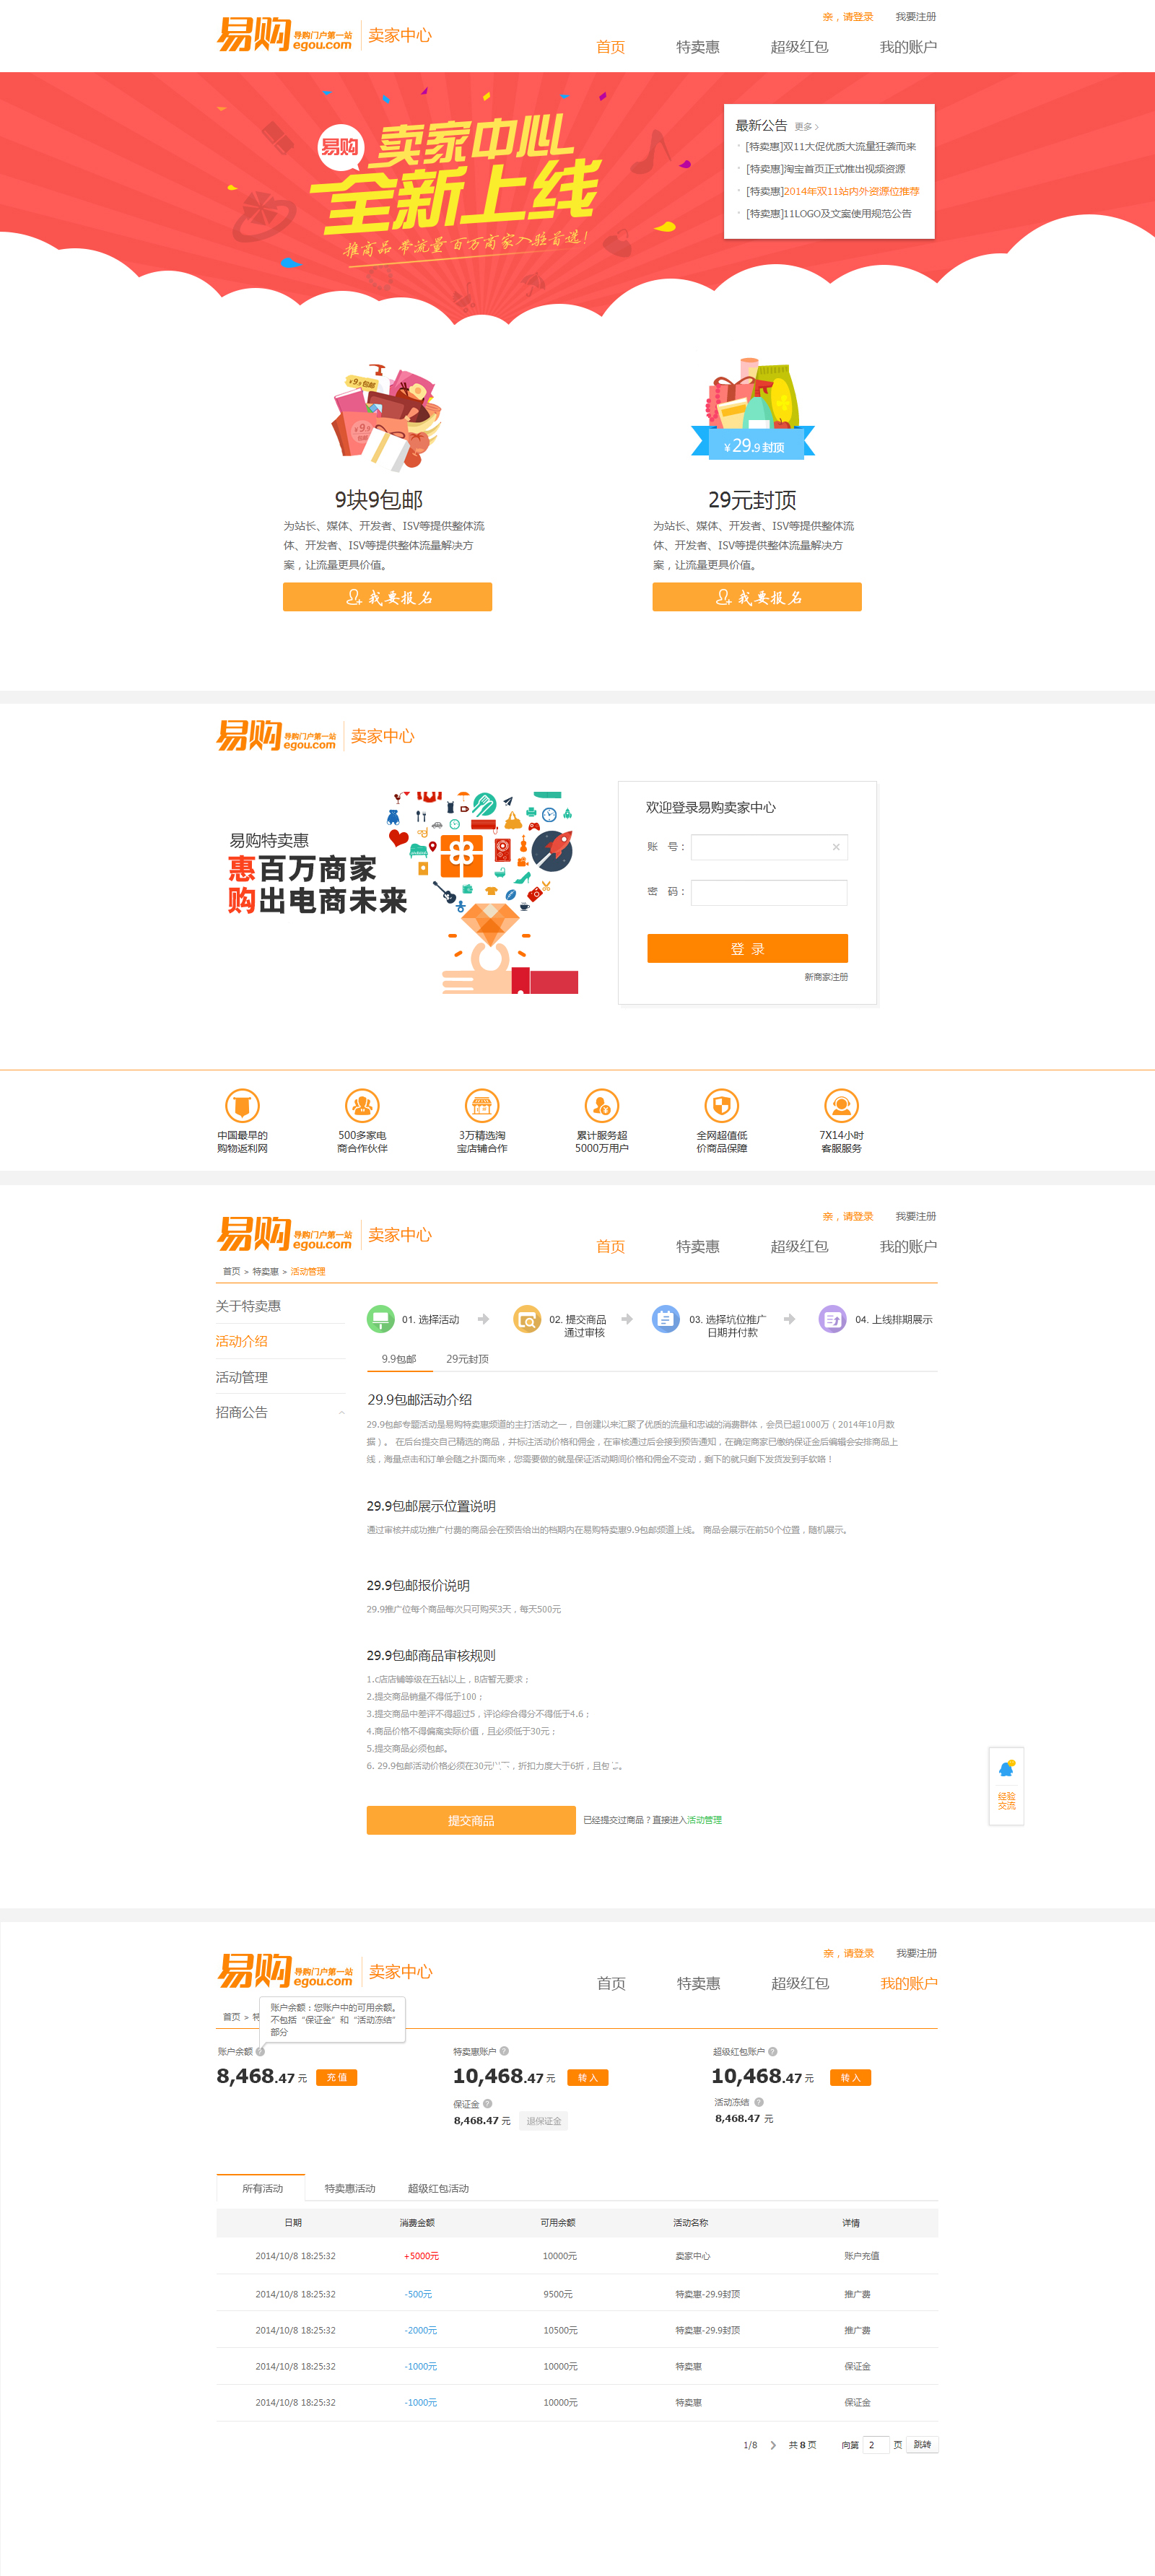 亲，请登录 我要注册
易购 导购门户第一站 egou.com 卖家中心
首页 特卖惠 超级红包 我的账户
易购 卖家中心
全新上线
推商品 带流量 百万商家入驻首选!
最新公告 更多 >
[特卖惠]双11大促优质大流量狂袭而来
[特卖惠]淘宝首页正式推出视频资源
[特卖惠]2014年双11站内外资源位推荐
[特卖惠]11LOGO及文案使用规范公告
¥9.9包邮
¥9.9
包邮
¥29.9封顶
9块9包邮
为站长、媒体、开发者、ISV等提供整体流
体、开发者、ISV等提供整体流量解决方
案，让流量更具价值。
我要报名
29元封顶
为站长、媒体、开发者、ISV等提供整体流
体、开发者、ISV等提供整体流量解决方
案，让流量更具价值。
我要报名
易购 导购门户第一站 egou.com 卖家中心
易购特卖惠
惠百万商家
购出电商未来
欢迎登录易购卖家中心
账 号：
密 码：
登 录
新商家注册
中国最早的
购物返利网
500多家电
商合作伙伴
3万精选淘
宝店铺合作
累计服务超
5000万用户
全网超值低
价商品保障
7X14小时
客服服务
亲，请登录 我要注册
易购 导购门户第一站 egou.com 卖家中心
首页 特卖惠 超级红包 我的账户
首页 > 特卖惠 > 活动管理
关于特卖惠
活动介绍
活动管理
招商公告
01. 选择活动
02. 提交商品
通过审核
03. 选择坑位推广
日期并付款
04. 上线排期展示
9.9包邮 29元封顶
29.9包邮活动介绍
29.9包邮专题活动是易购特卖惠频道的主打活动之一，自创建以来汇聚了优质的流量和忠诚的消费群体，会员已超1000万（2014年10月数
据）。 在后台提交自己精选的商品，并标注活动价格和佣金，在审核通过后会接到预告通知，在确定商家已缴纳保证金后编辑会安排商品上
线，海量点击和订单会随之扑面而来，您需要做的就是保证活动期间价格和佣金不变动，剩下的就只剩下发货发到手软咯！
29.9包邮展示位置说明
通过审核并成功推广付费的商品会在预告给出的档期内在易购特卖惠9.9包邮频道上线。 商品会展示在前50个位置，随机展示。
29.9包邮报价说明
29.9推广位每个商品每次只可购买3天，每天500元
29.9包邮商品审核规则
1.c店店铺等级在五钻以上，B店暂无要求；
2.提交商品销量不得低于100；
3.提交商品中差评不得超过5，评论综合得分不得低于4.6；
4.商品价格不得偏离实际价值，且必须低于30元；
5.提交商品必须包邮。
6. 29.9包邮活动价格必须在30元，折扣力度大于6折，且包。
提交商品 已经提交过商品？直接进入活动管理
经验
交流
亲，请登录 我要注册
易购 导购门户第一站 egou.com 卖家中心
首页 特卖惠 超级红包 我的账户
首页 > 特
账户余额：您账户中的可用余额。
不包括“保证金”和“活动冻结”
部分
账户余额 ?
8,468.47 元 充 值
特卖惠账户 ?
10,468.47 元 转 入
保证金 ?
8,468.47 元 退保证金
超级红包账户 ?
10,468.47 元 转 入
活动冻结 ?
8,468.47 元
所有活动 特卖惠活动 超级红包活动
日期 消费金额 可用余额 活动名称 详情
2014/10/8 18:25:32 +5000元 10000元 卖家中心 账户充值
2014/10/8 18:25:32 -500元 9500元 特卖惠-29.9封顶 推广费
2014/10/8 18:25:32 -2000元 10500元 特卖惠-29.9封顶 推广费
2014/10/8 18:25:32 -1000元 10000元 特卖惠 保证金
2014/10/8 18:25:32 -1000元 10000元 特卖惠 保证金
1/8 > 共 8 页 向第 2 页 跳转